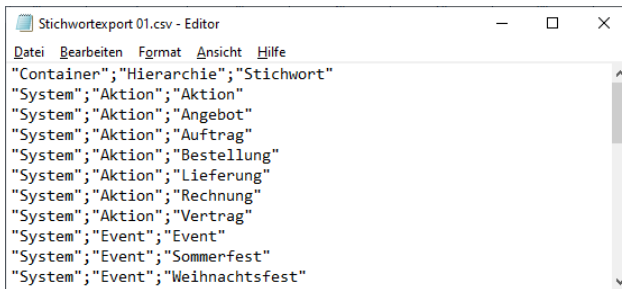 Stichwortexport 01.csv - Editor
Datei Bearbeiten Format Ansicht Hilfe
"Container";"Hierarchie";"Stichwort"
"System";"Aktion";"Aktion"
"System";"Aktion";"Angebot"
"System";"Aktion";"Auftrag"
"System";"Aktion";"Bestellung"
"System";"Aktion";"Lieferung"
"System";"Aktion";"Rechnung"
"System";"Aktion";"Vertrag"
"System";"Event";"Event"
"System";"Event";"Sommerfest"
"System";"Event";"Weihnachtsfest"